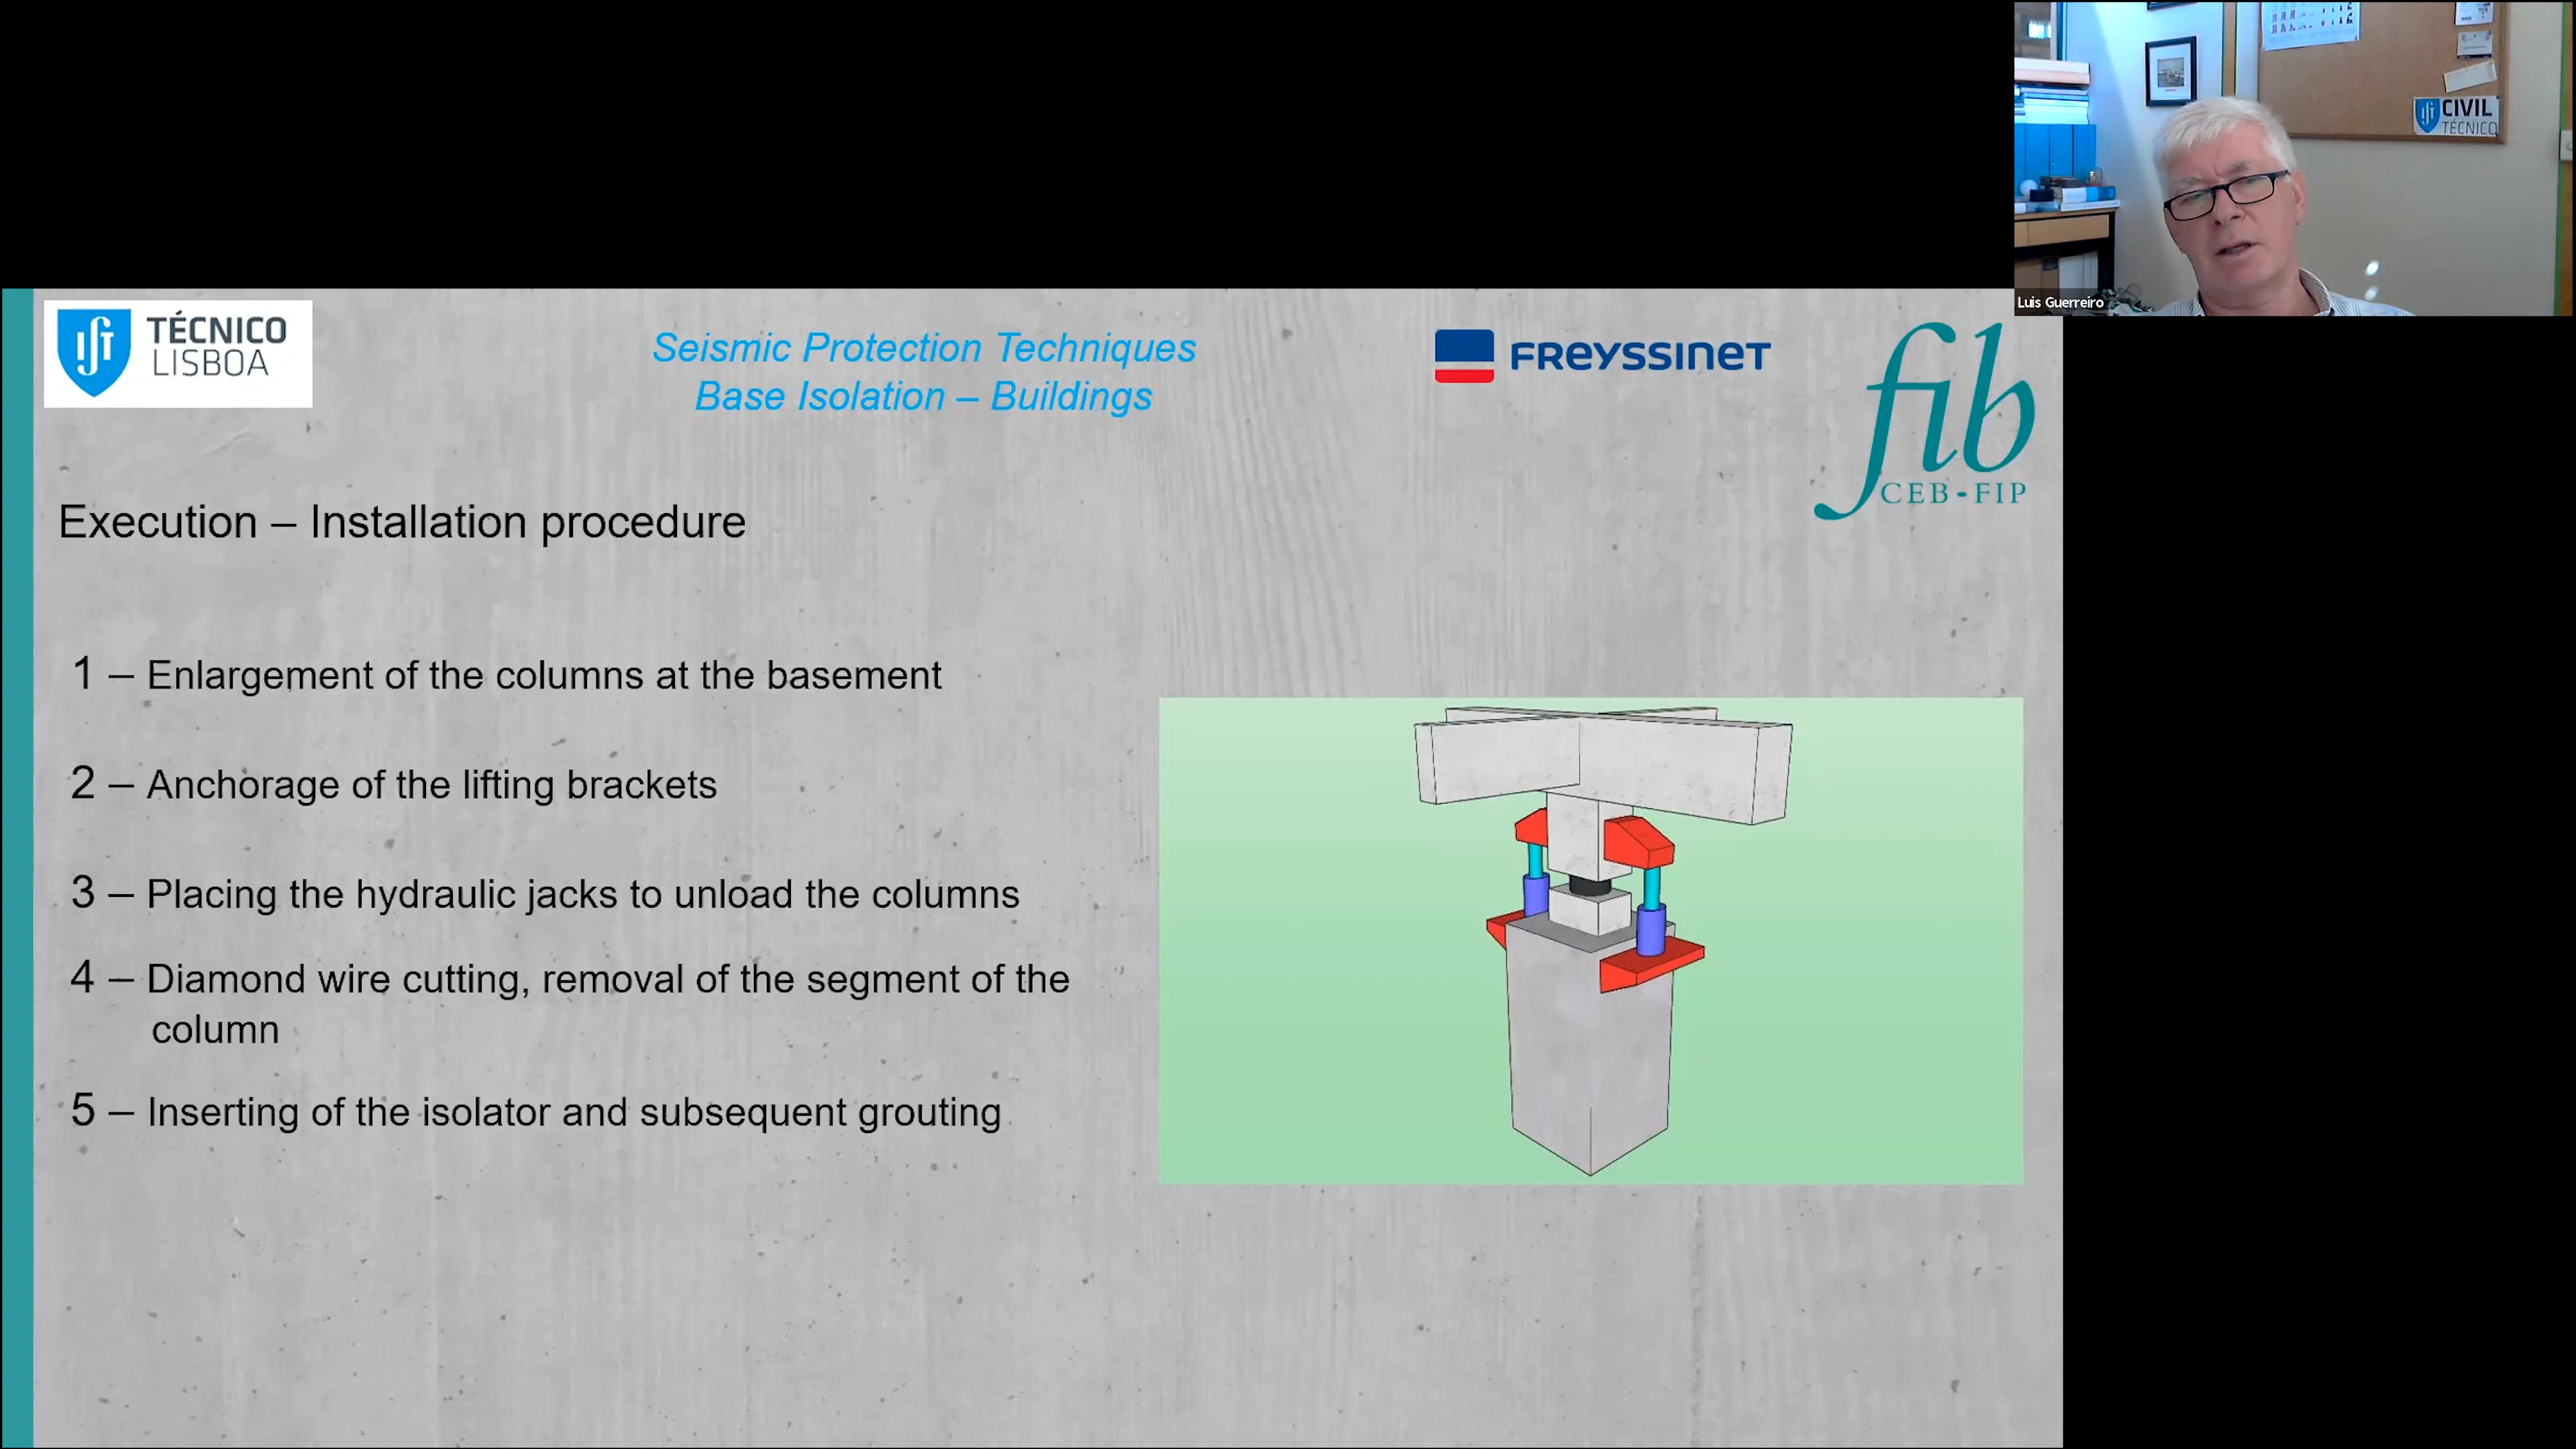 CIVIL
TÉCNICO
Luis Guerreiro
TÉCNICO
LISBOA
Seismic Protection Techniques
Base Isolation – Buildings
FREYSSINET
fib
CEB-FIP
Execution – Installation procedure
1 – Enlargement of the columns at the basement
2 – Anchorage of the lifting brackets
3 – Placing the hydraulic jacks to unload the columns
4 – Diamond wire cutting, removal of the segment of the
column
5 – Inserting of the isolator and subsequent grouting